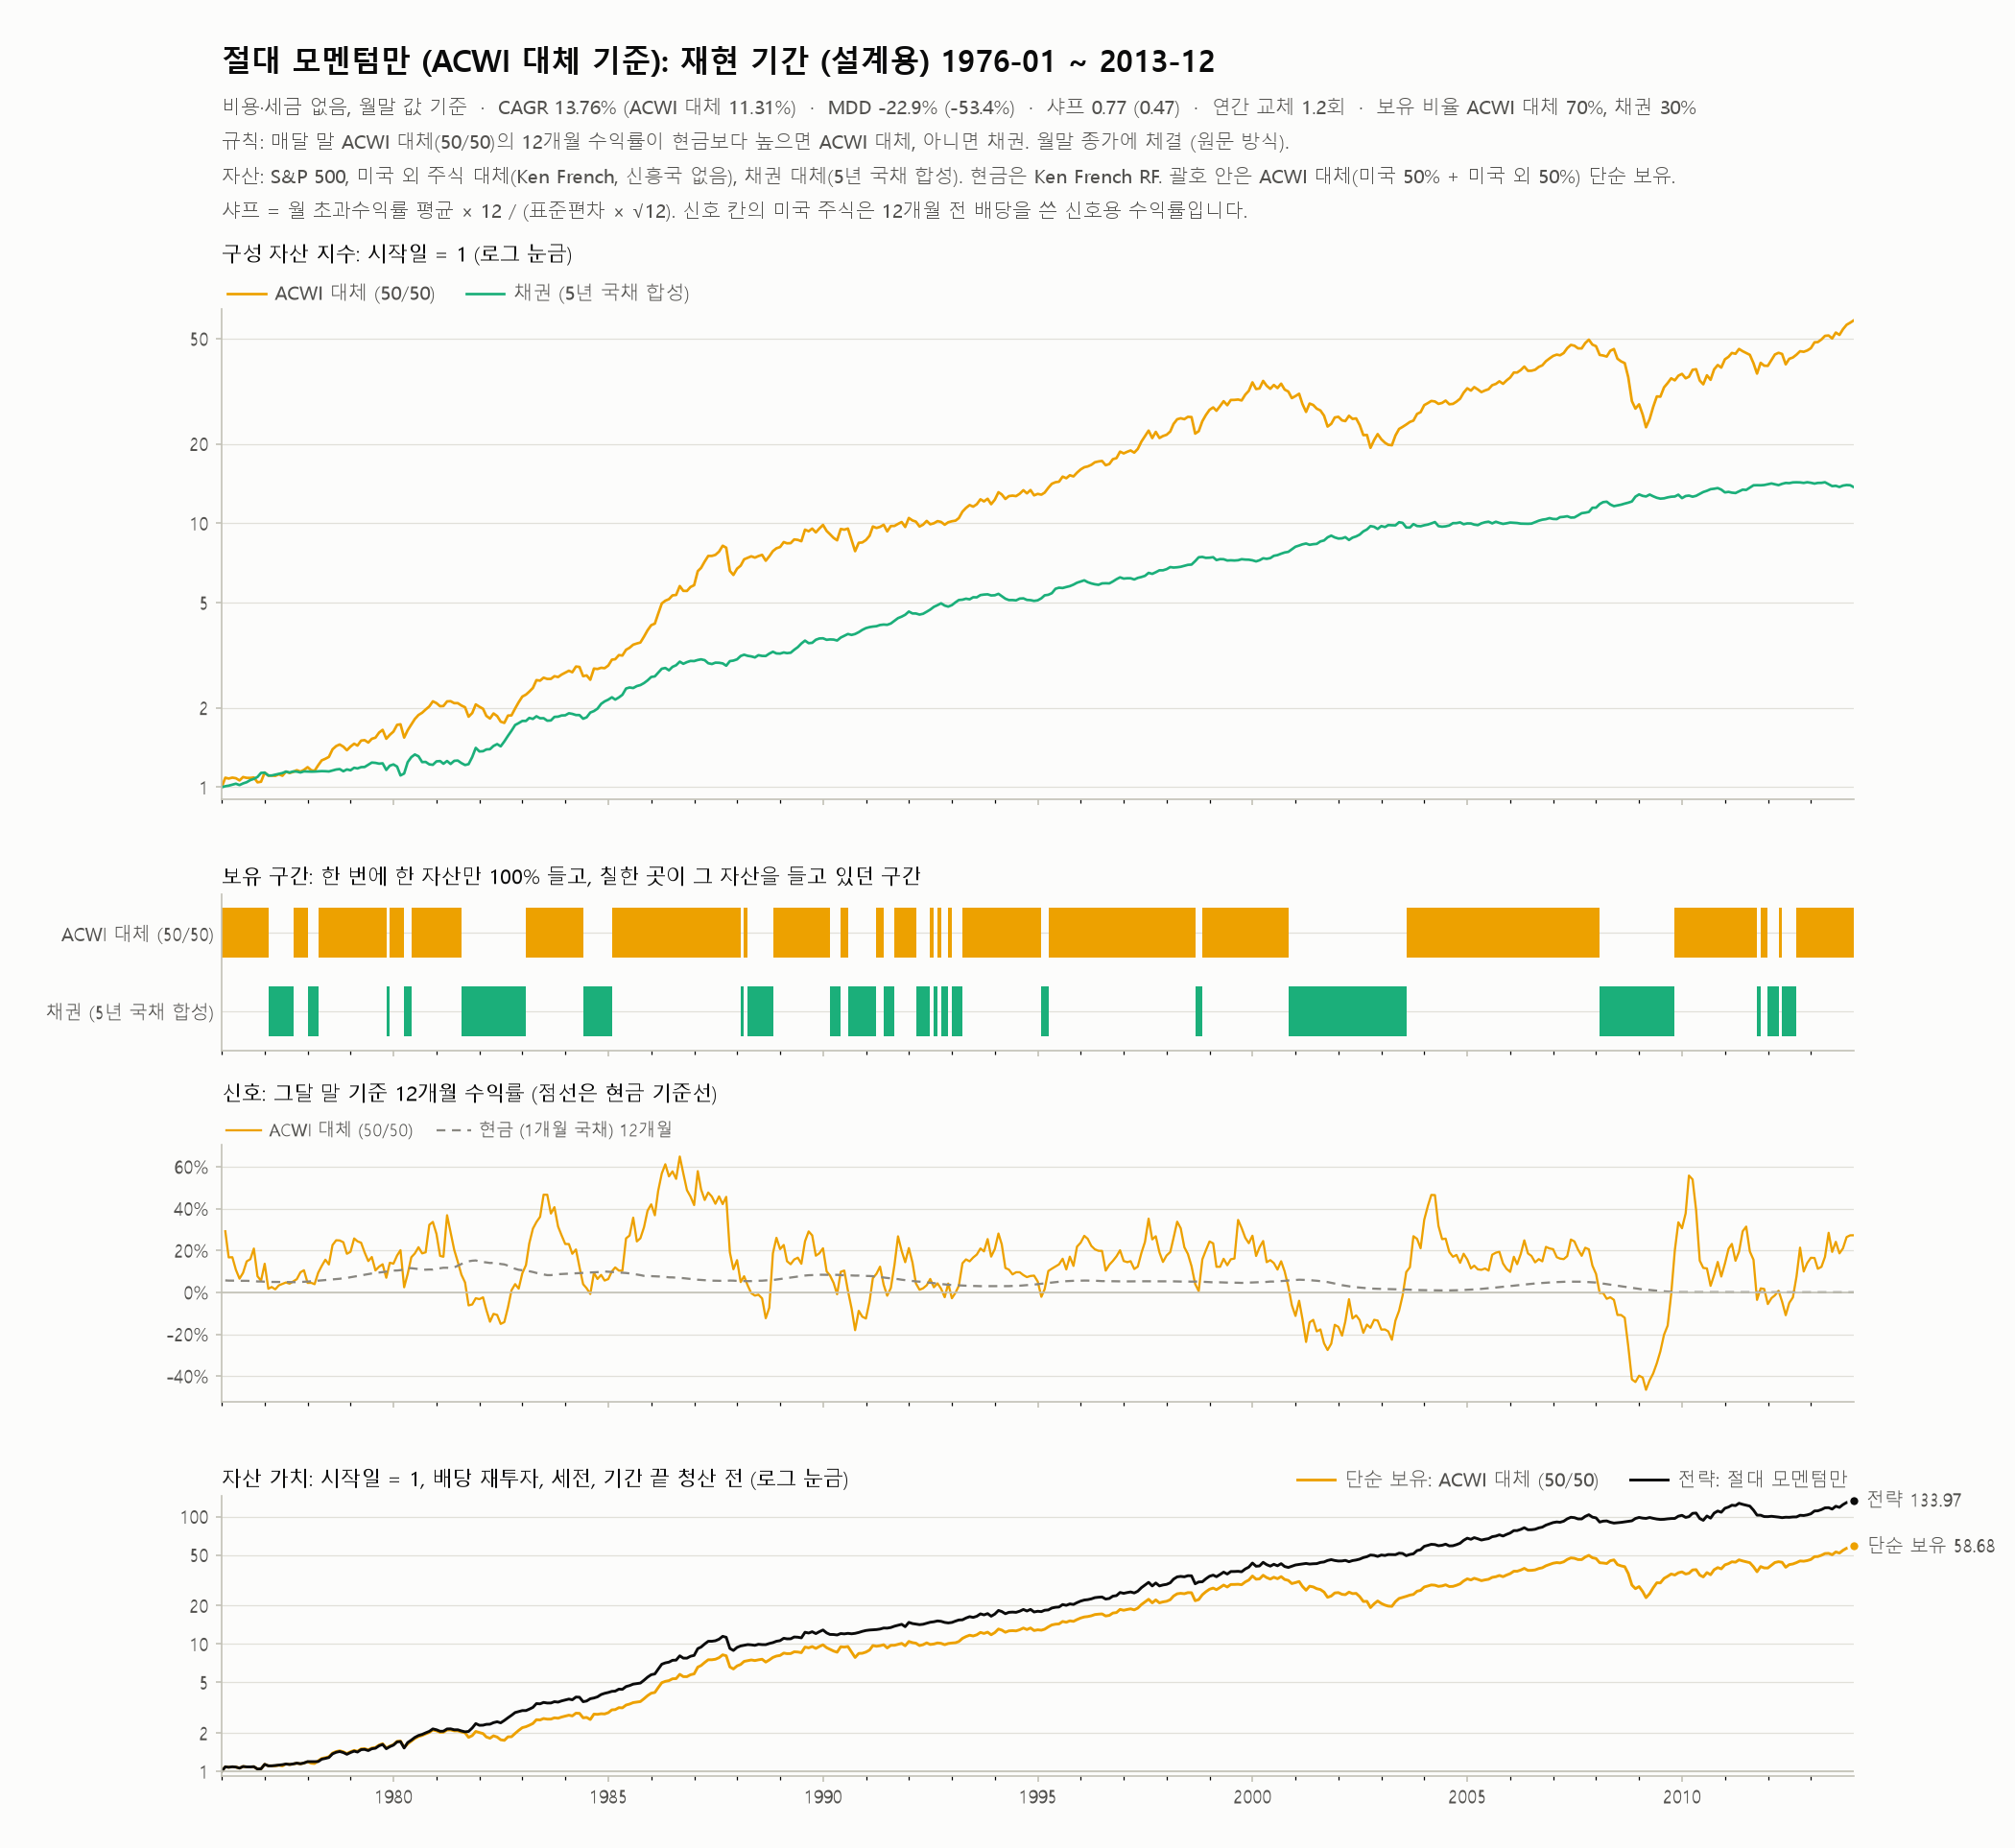 절대 모멘텀만 (ACWI 대체 기준): 재현 기간 (설계용) 1976-01 ~ 2013-12
비용·세금 없음, 월말 값 기준 · CAGR 13.76% (ACWI 대체 11.31%) · MDD -22.9% (-53.4%) · 샤프 0.77 (0.47) · 연간 교체 1.2회 · 보유 비율 ACWI 대체 70%, 채권 30%
규칙: 매달 말 ACWI 대체(50/50)의 12개월 수익률이 현금보다 높으면 ACWI 대체, 아니면 채권. 월말 종가에 체결 (원문 방식).
자산: S&P 500, 미국 외 주식 대체(Ken French, 신흥국 없음), 채권 대체(5년 국채 합성). 현금은 Ken French RF. 괄호 안은 ACWI 대체(미국 50% + 미국 외 50%) 단순 보유.
샤프 = 월 초과수익률 평균 × 12 / (표준편차 × √12). 신호 칸의 미국 주식은 12개월 전 배당을 쓴 신호용 수익률입니다.
구성 자산 지수: 시작일 = 1 (로그 눈금)
ACWI 대체 (50/50) 채권 (5년 국채 합성)
50
20
10
5
2
1
보유 구간: 한 번에 한 자산만 100% 들고, 칠한 곳이 그 자산을 들고 있던 구간
ACWI 대체 (50/50)
채권 (5년 국채 합성)
신호: 그달 말 기준 12개월 수익률 (점선은 현금 기준선)
ACWI 대체 (50/50) 현금 (1개월 국채) 12개월
60%
40%
20%
0%
-20%
-40%
자산 가치: 시작일 = 1, 배당 재투자, 세전, 기간 끝 청산 전 (로그 눈금)
단순 보유: ACWI 대체 (50/50) 전략: 절대 모멘텀만
전략 133.97
단순 보유 58.68
100
50
20
10
5
2
1
1980 1985 1990 1995 2000 2005 2010